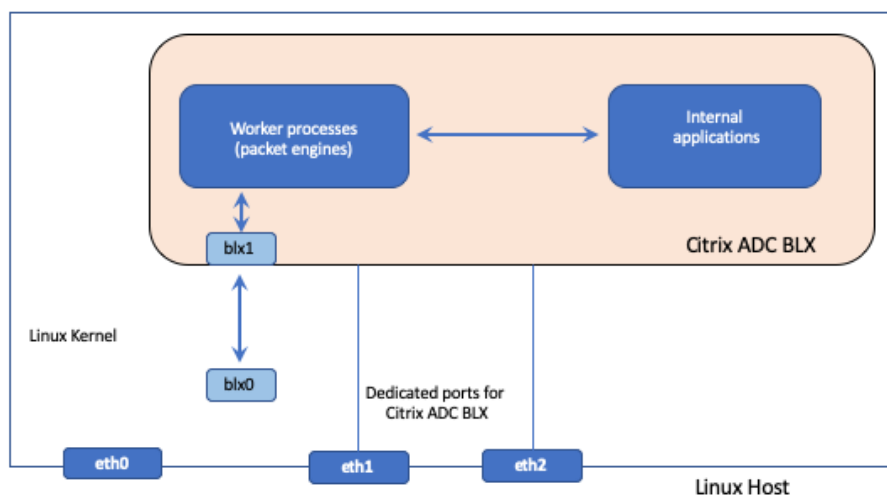 Worker processes
(packet engines)
Internal
applications
blx1
Citrix ADC BLX
Linux Kernel
blx0
Dedicated ports for
Citrix ADC BLX
eth0
eth1
eth2
Linux Host